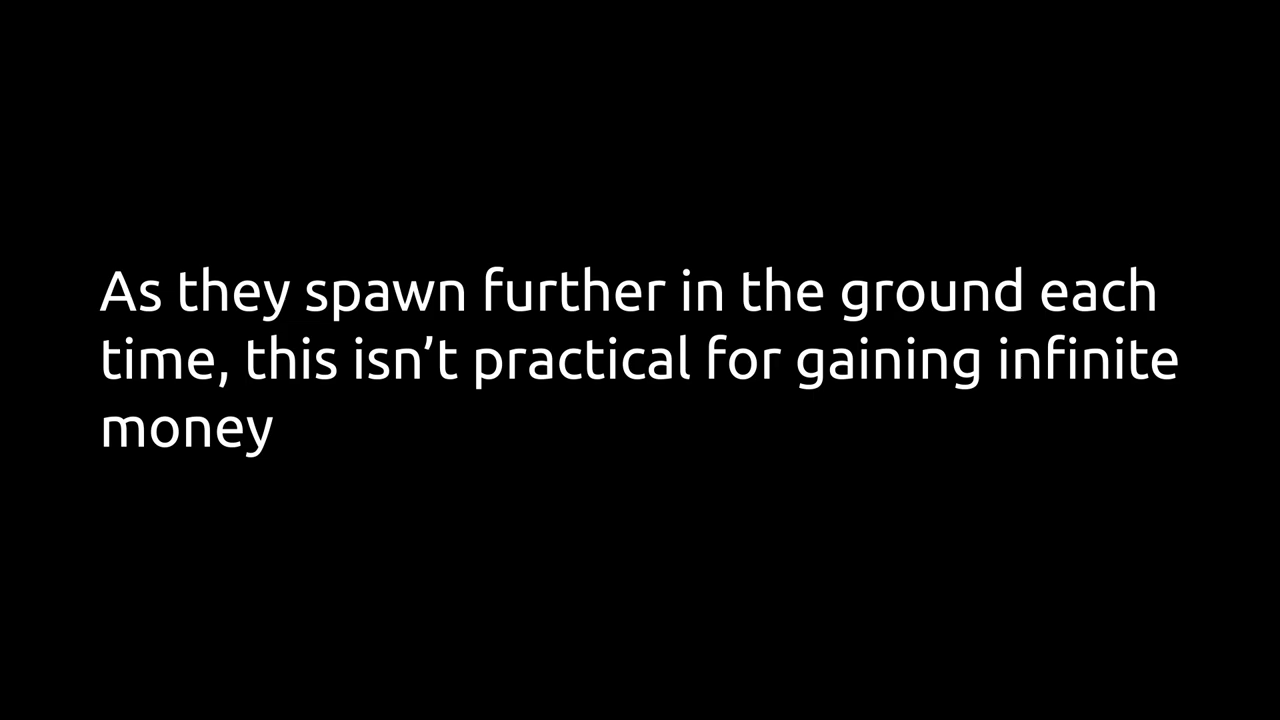 As they spawn further in the ground each
time, this isn’t practical for gaining infinite
money